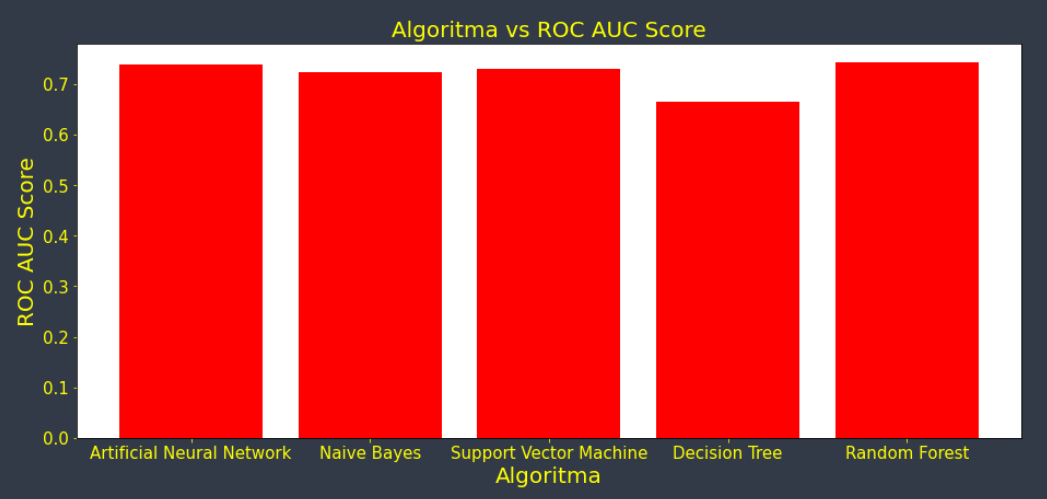 Algoritma vs ROC AUC Score
ROC AUC Score
0.7
0.6
0.5
0.4
0.3
0.2
0.1
0.0
Artificial Neural Network Naive Bayes Support Vector Machine Decision Tree Random Forest
Algoritma